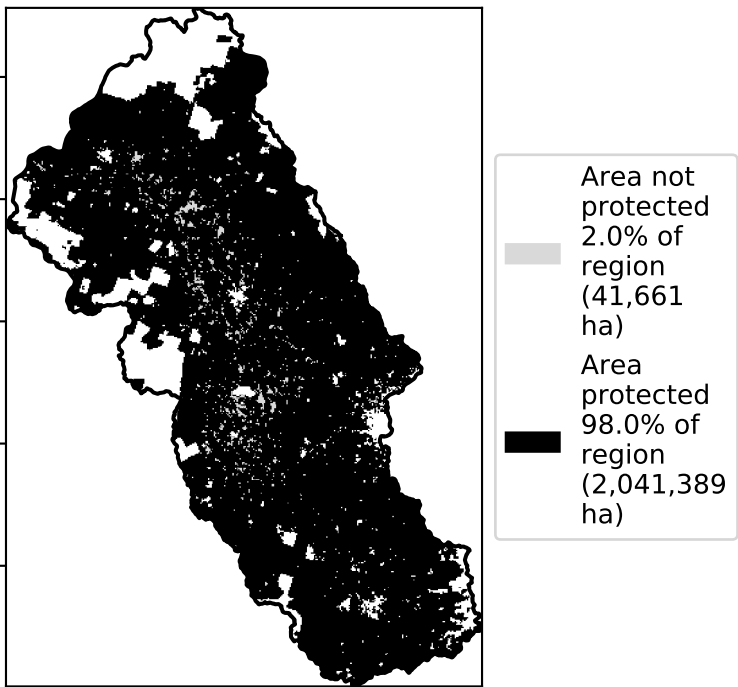 Area not
protected
2.0% of
region
(41,661
ha)
Area
protected
98.0% of
region
(2,041,389
ha)